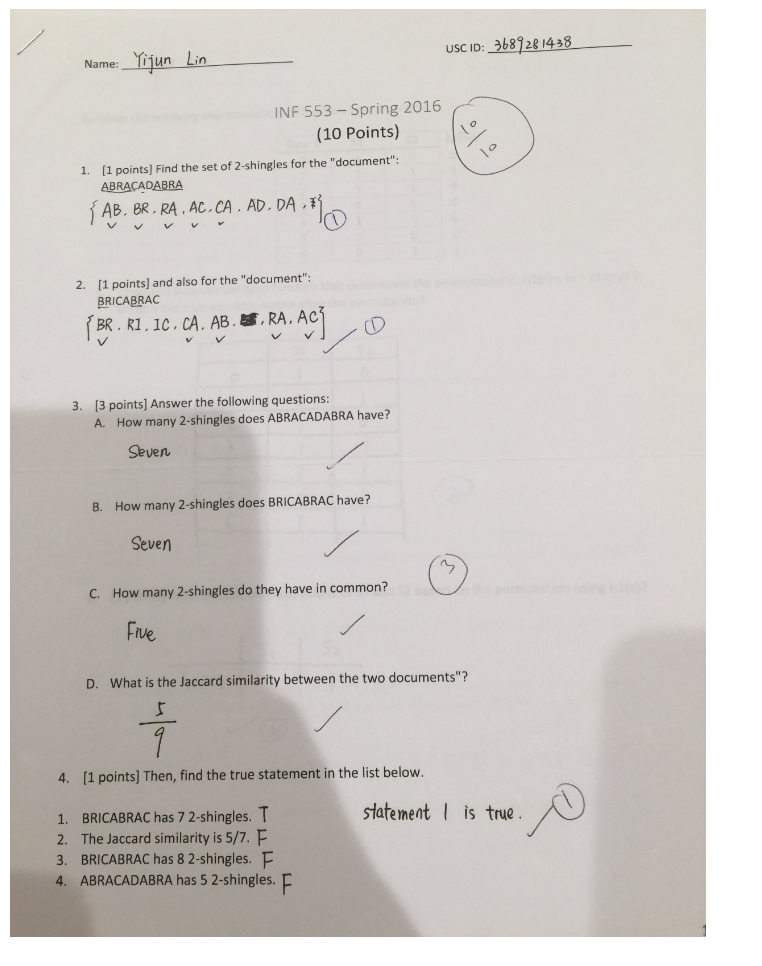 Name: Yijun Lin
USC ID: 3689281438
INF 553 – Spring 2016
(10 Points)
10/10
1. [1 points] Find the set of 2-shingles for the "document":
ABRACADABRA
{ AB. BR. RA. AC. CA. AD. DA. }
1
2. [1 points] and also for the "document":
BRICABRAC
{ BR. RI. IC. CA. AB. , RA. AC }
1
3. [3 points] Answer the following questions:
A. How many 2-shingles does ABRACADABRA have?
Seven
B. How many 2-shingles does BRICABRAC have?
Seven
3
C. How many 2-shingles do they have in common?
Five
D. What is the Jaccard similarity between the two documents"?
5/9
4. [1 points] Then, find the true statement in the list below.
1. BRICABRAC has 7 2-shingles. T
statement 1 is true.
1
2. The Jaccard similarity is 5/7. F
3. BRICABRAC has 8 2-shingles. F
4. ABRACADABRA has 5 2-shingles. F